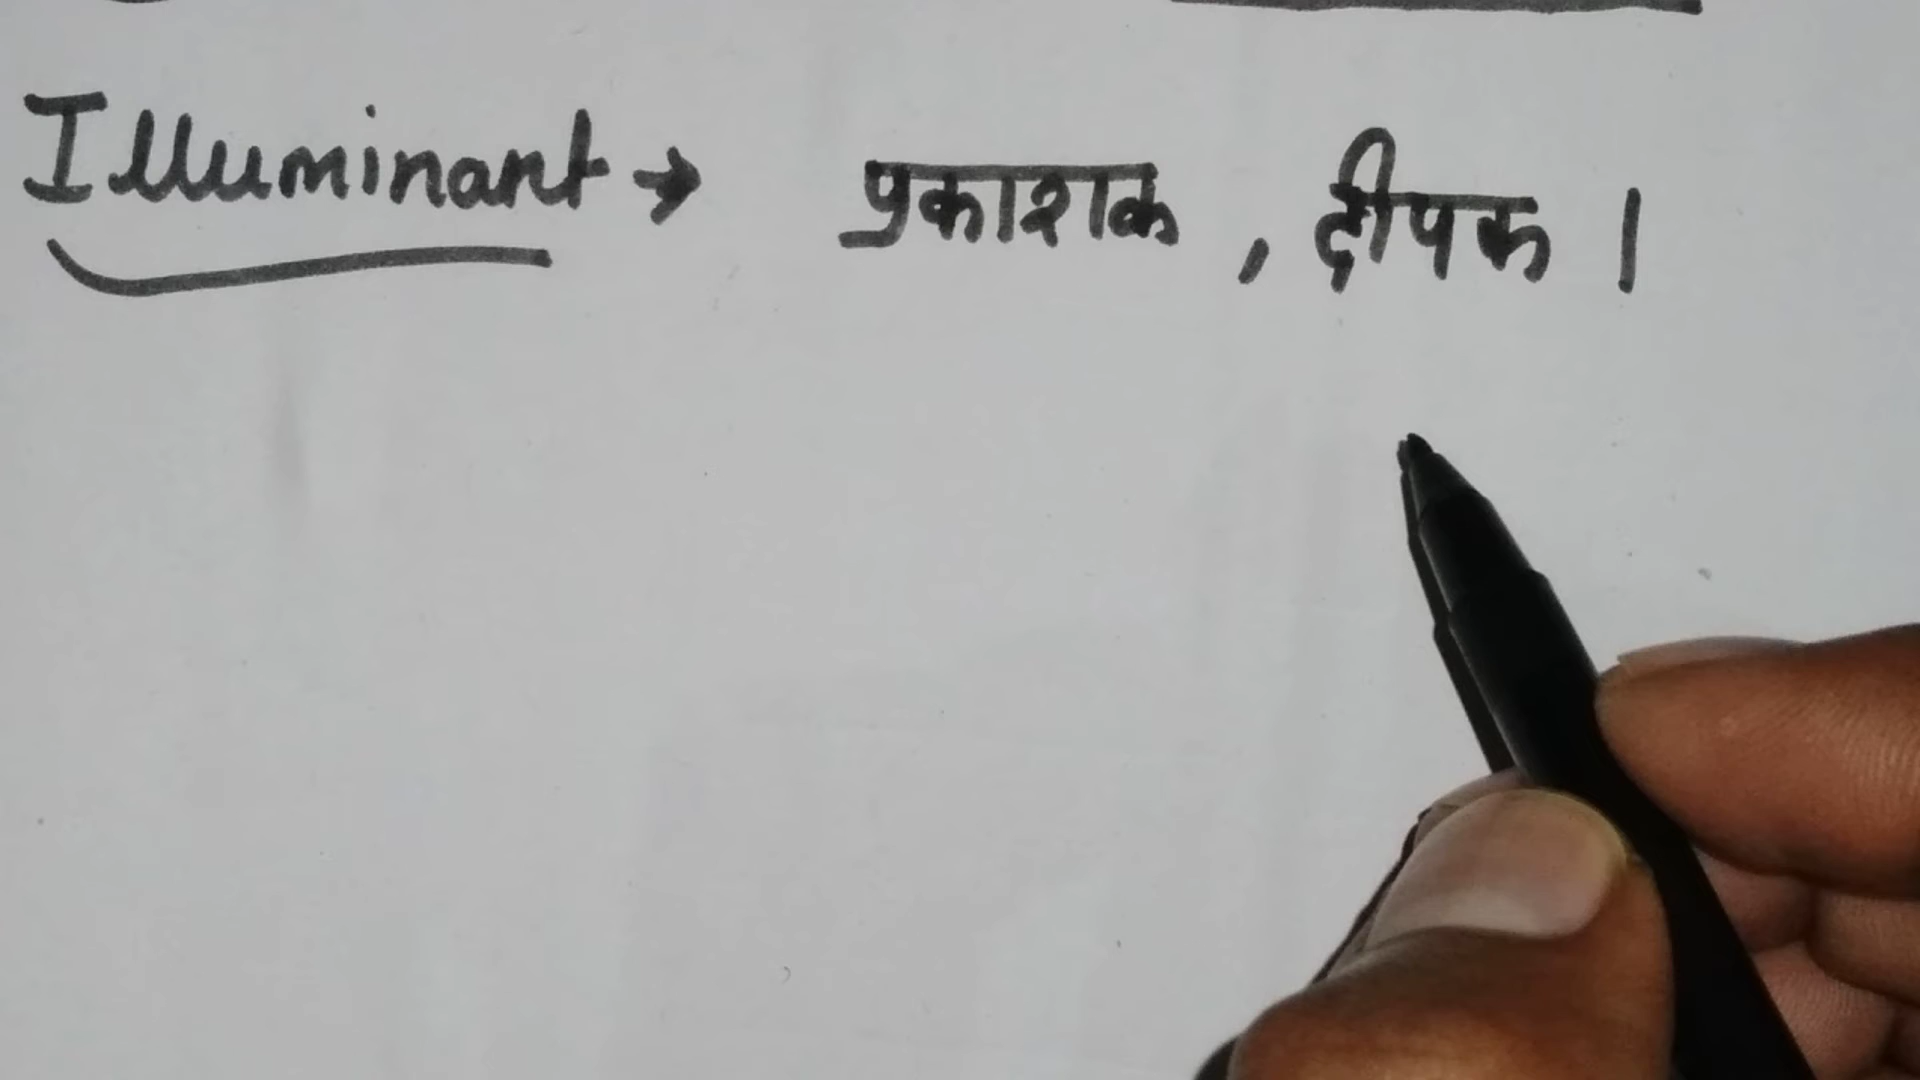 Illuminant → प्रकाशक , दीपक ।